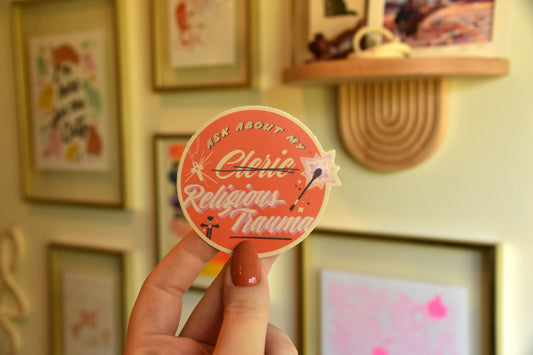 ASK ABOUT MY
Cleric
Religious
Trauma